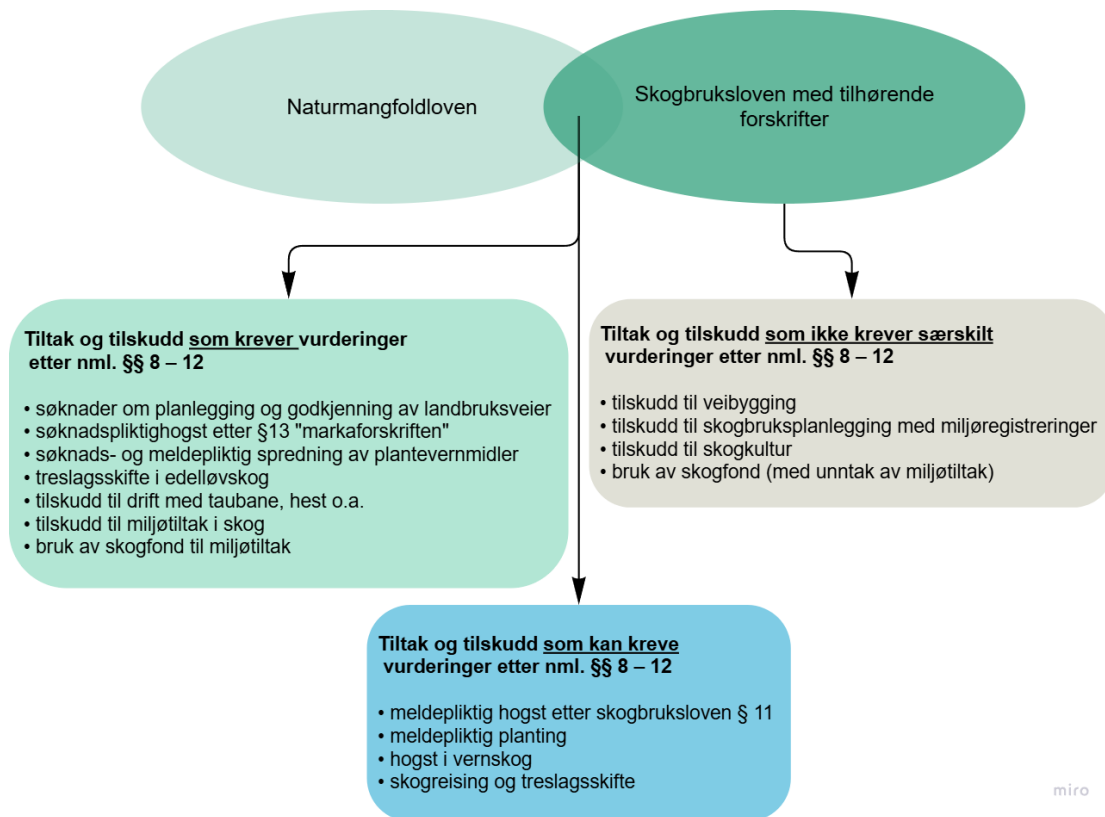 Naturmangfoldloven
Skogbruksloven med tilhørende
forskrifter
Tiltak og tilskudd som krever vurderinger
etter nml. §§ 8 – 12
• søknader om planlegging og godkjenning av landbruksveier
• søknadspliktighogst etter §13 "markaforskriften"
• søknads- og meldepliktig spredning av plantevernmidler
• treslagsskifte i edelløvskog
• tilskudd til drift med taubane, hest o.a.
• tilskudd til miljøtiltak i skog
• bruk av skogfond til miljøtiltak
Tiltak og tilskudd som ikke krever særskilt
vurderinger etter nml. §§ 8 – 12
• tilskudd til veibygging
• tilskudd til skogbruksplanlegging med miljøregistreringer
• tilskudd til skogkultur
• bruk av skogfond (med unntak av miljøtiltak)
Tiltak og tilskudd som kan kreve
vurderinger etter nml. §§ 8 – 12
• meldepliktig hogst etter skogbruksloven § 11
• meldepliktig planting
• hogst i vernskog
• skogreising og treslagsskifte
miro